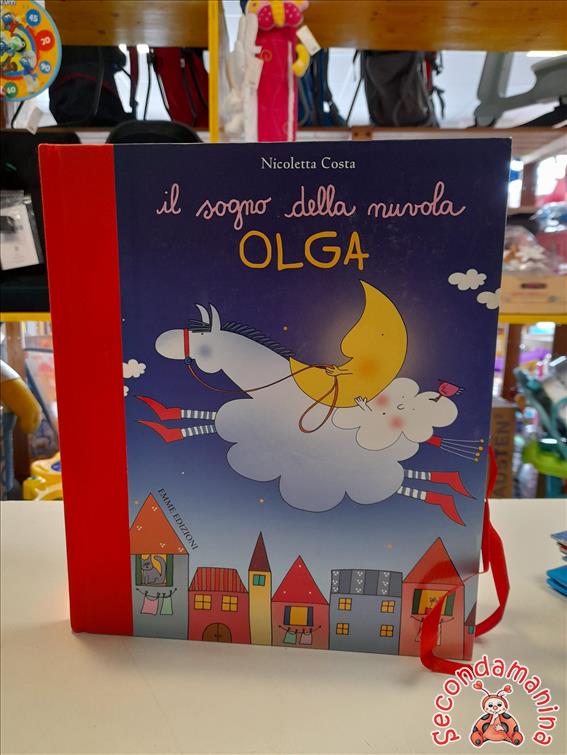 Nicoletta Costa
il sogno della nuvola
OLGA
EMME EDIZIONI
Secondamanina